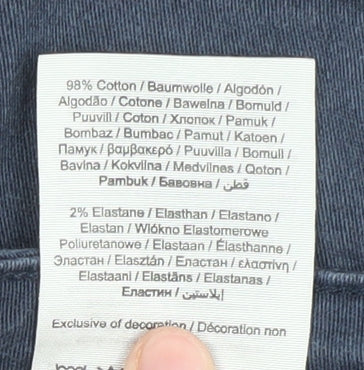 98% Cotton / Baumwolle / Algodón /
Algodão / Cotone / Bawełna / Bomuld /
Puuvill / Coton / Хлопок / Pamuk /
Bombaz / Bumbac / Pamut / Katoen /
Памук / βαμβακερό / Puuvilla / Bomull /
Bavlna / Kokvilna / Medvilnės / Qoton /
Pambuk / Бавовна / قطن
2% Elastane / Elasthan / Elastano /
Elastan / Włókno Elastomerowe
Poliuretanowe / Elastaan / Élasthanne /
Эластан / Elasztán / Еластан / ελαστίνη /
Elastaani / Elastāns / Elastanas /
Еластин / إيلاستين
Exclusive of decoration / Décoration non